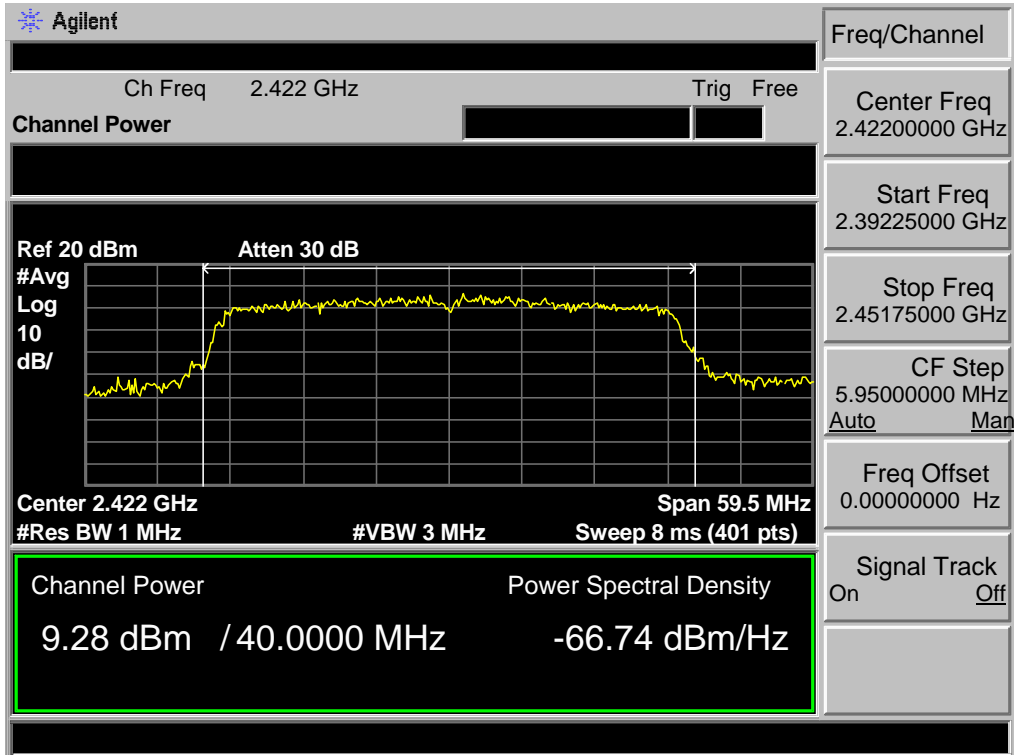 Agilent
Freq/Channel
Ch Freq 2.422 GHz Trig Free
Channel Power
Center Freq
2.42200000 GHz
Start Freq
2.39225000 GHz
Ref 20 dBm Atten 30 dB
#Avg
Log
10
dB/
Stop Freq
2.45175000 GHz
CF Step
5.95000000 MHz
Auto Man
Freq Offset
0.00000000 Hz
Center 2.422 GHz Span 59.5 MHz
#Res BW 1 MHz #VBW 3 MHz Sweep 8 ms (401 pts)
Signal Track
On Off
Channel Power Power Spectral Density
9.28 dBm / 40.0000 MHz -66.74 dBm/Hz